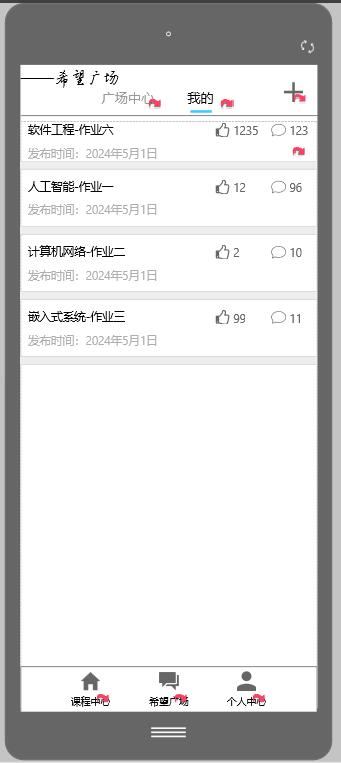 ——希望广场
广场中心 我的
软件工程-作业六 1235 123
发布时间：2024年5月1日
人工智能-作业一 12 96
发布时间：2024年5月1日
计算机网络-作业二 2 10
发布时间：2024年5月1日
嵌入式系统-作业三 99 11
发布时间：2024年5月1日
课程中心 希望广场 个人中心